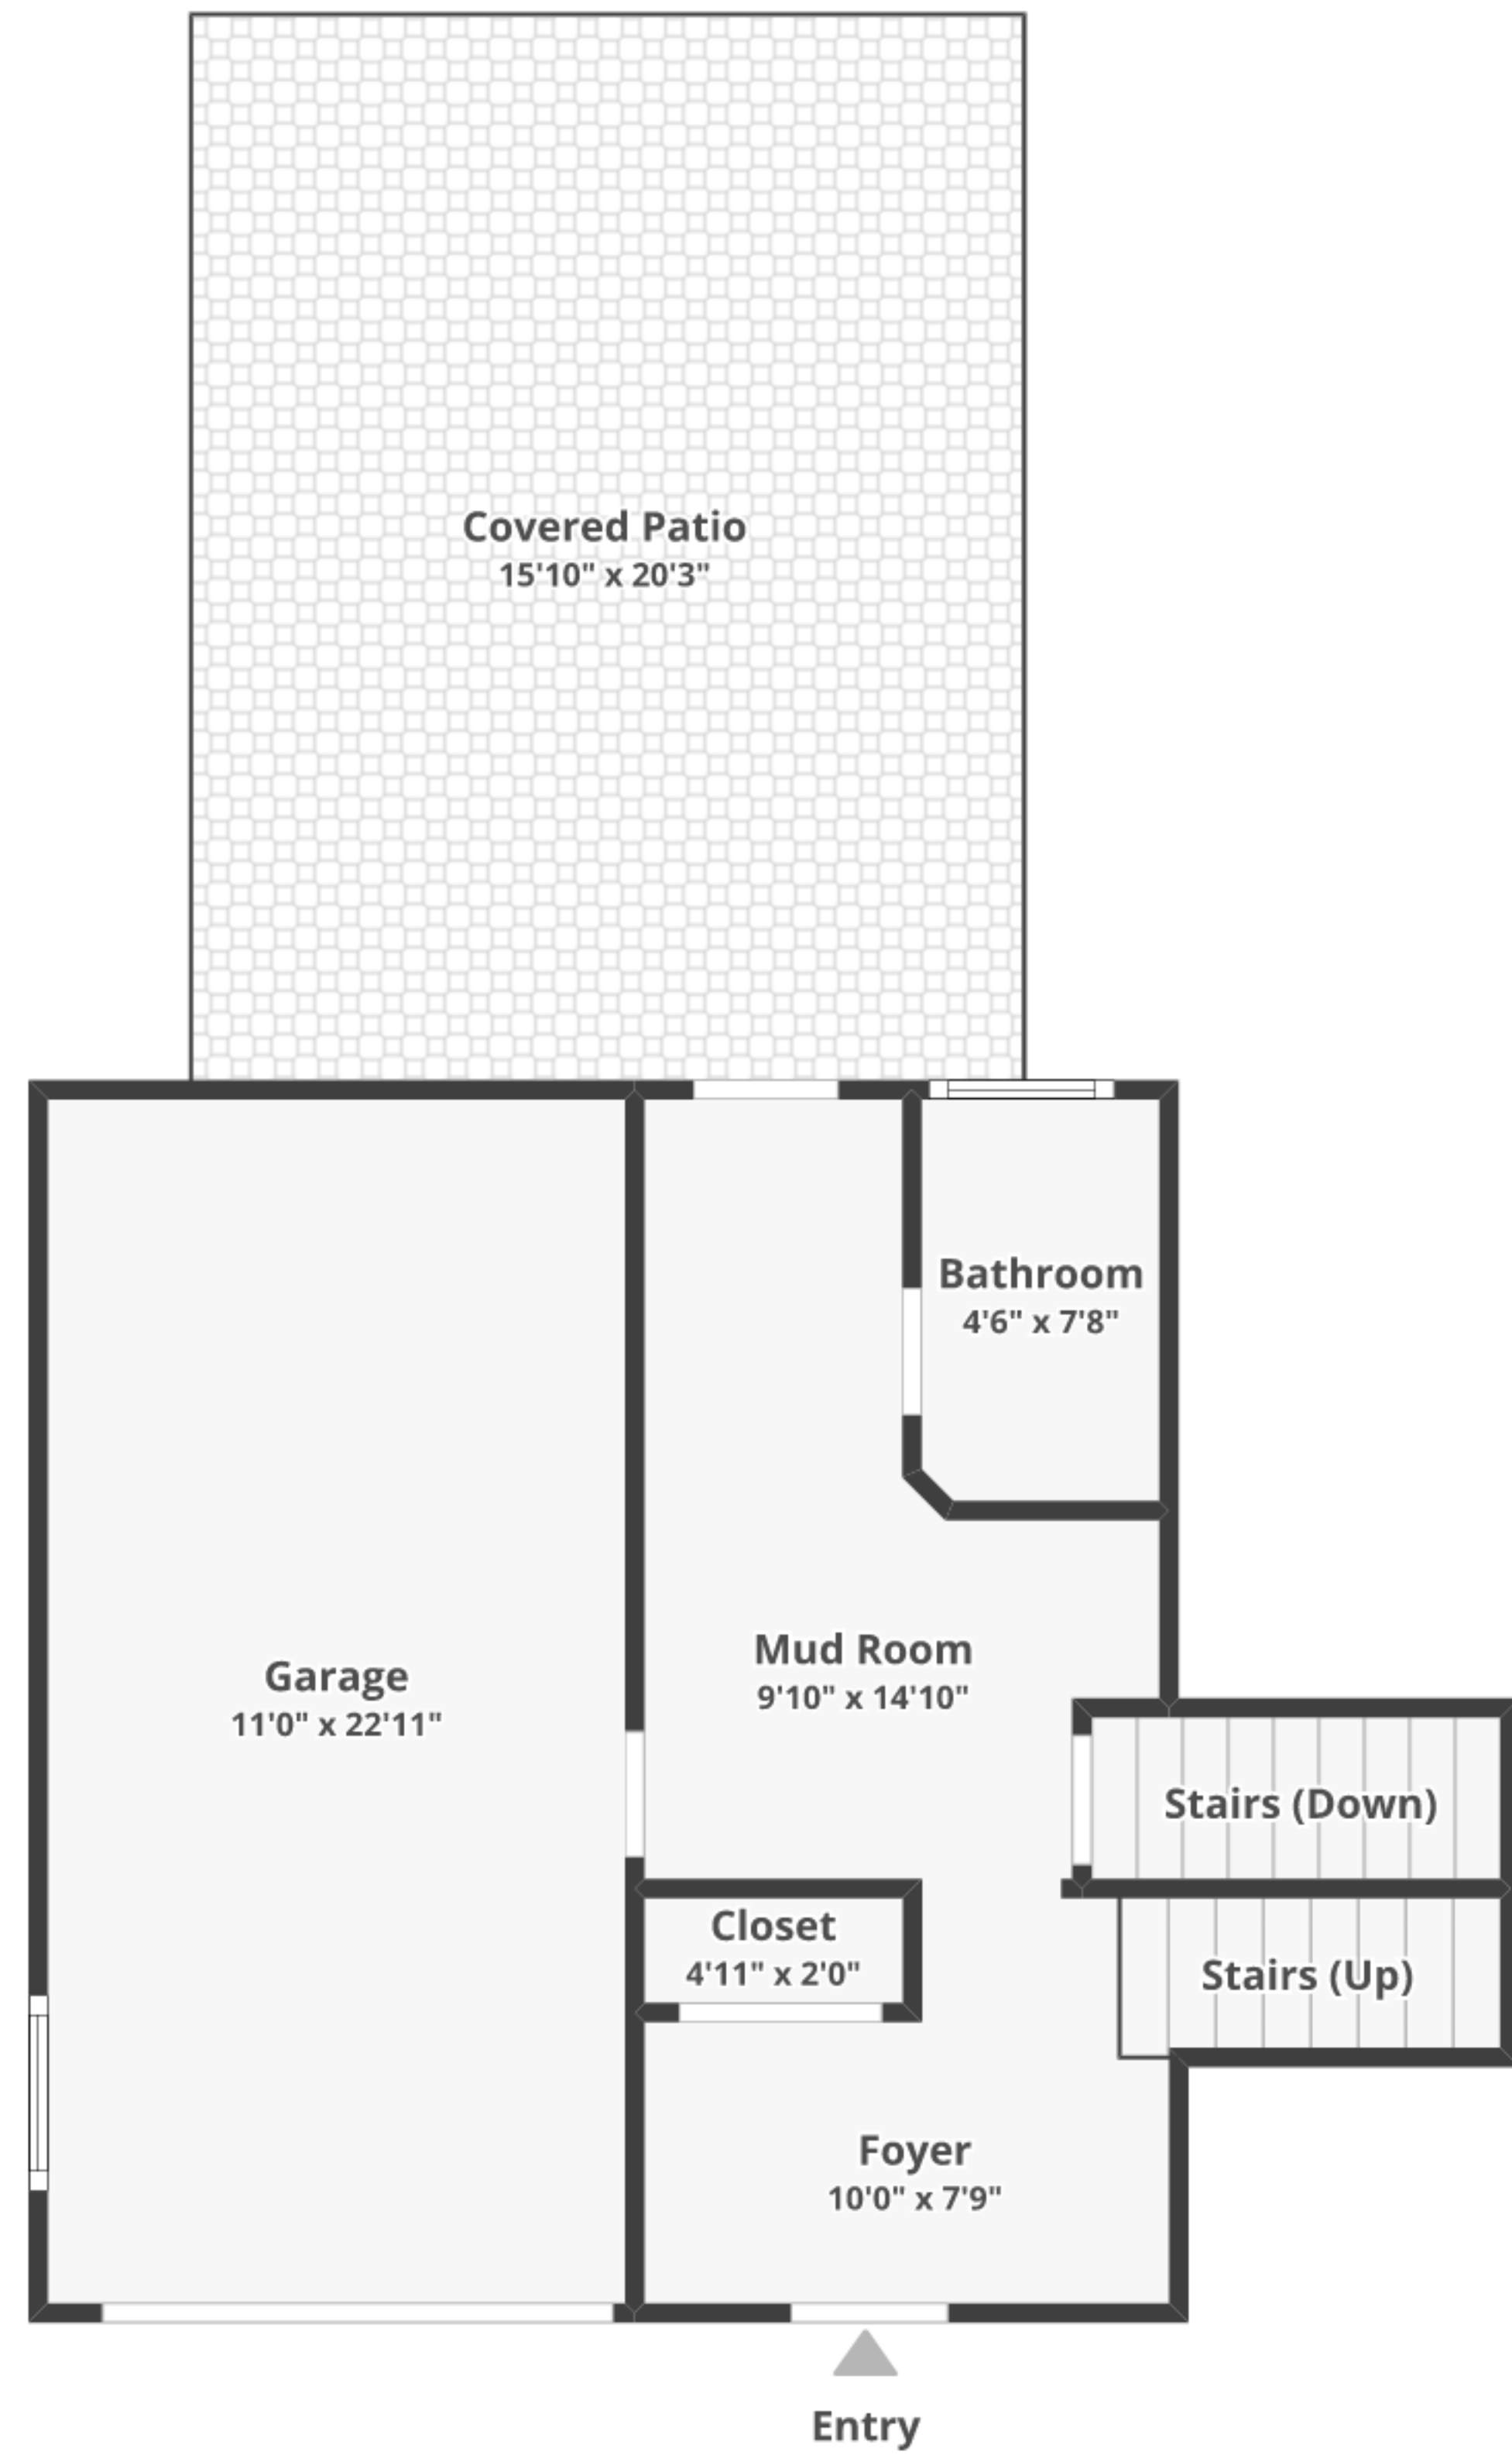 Covered Patio
15'10" x 20'3"
Bathroom
4'6" x 7'8"
Mud Room
9'10" x 14'10"
Garage
11'0" x 22'11"
Stairs (Down)
Closet
4'11" x 2'0"
Stairs (Up)
Foyer
10'0" x 7'9"
Entry